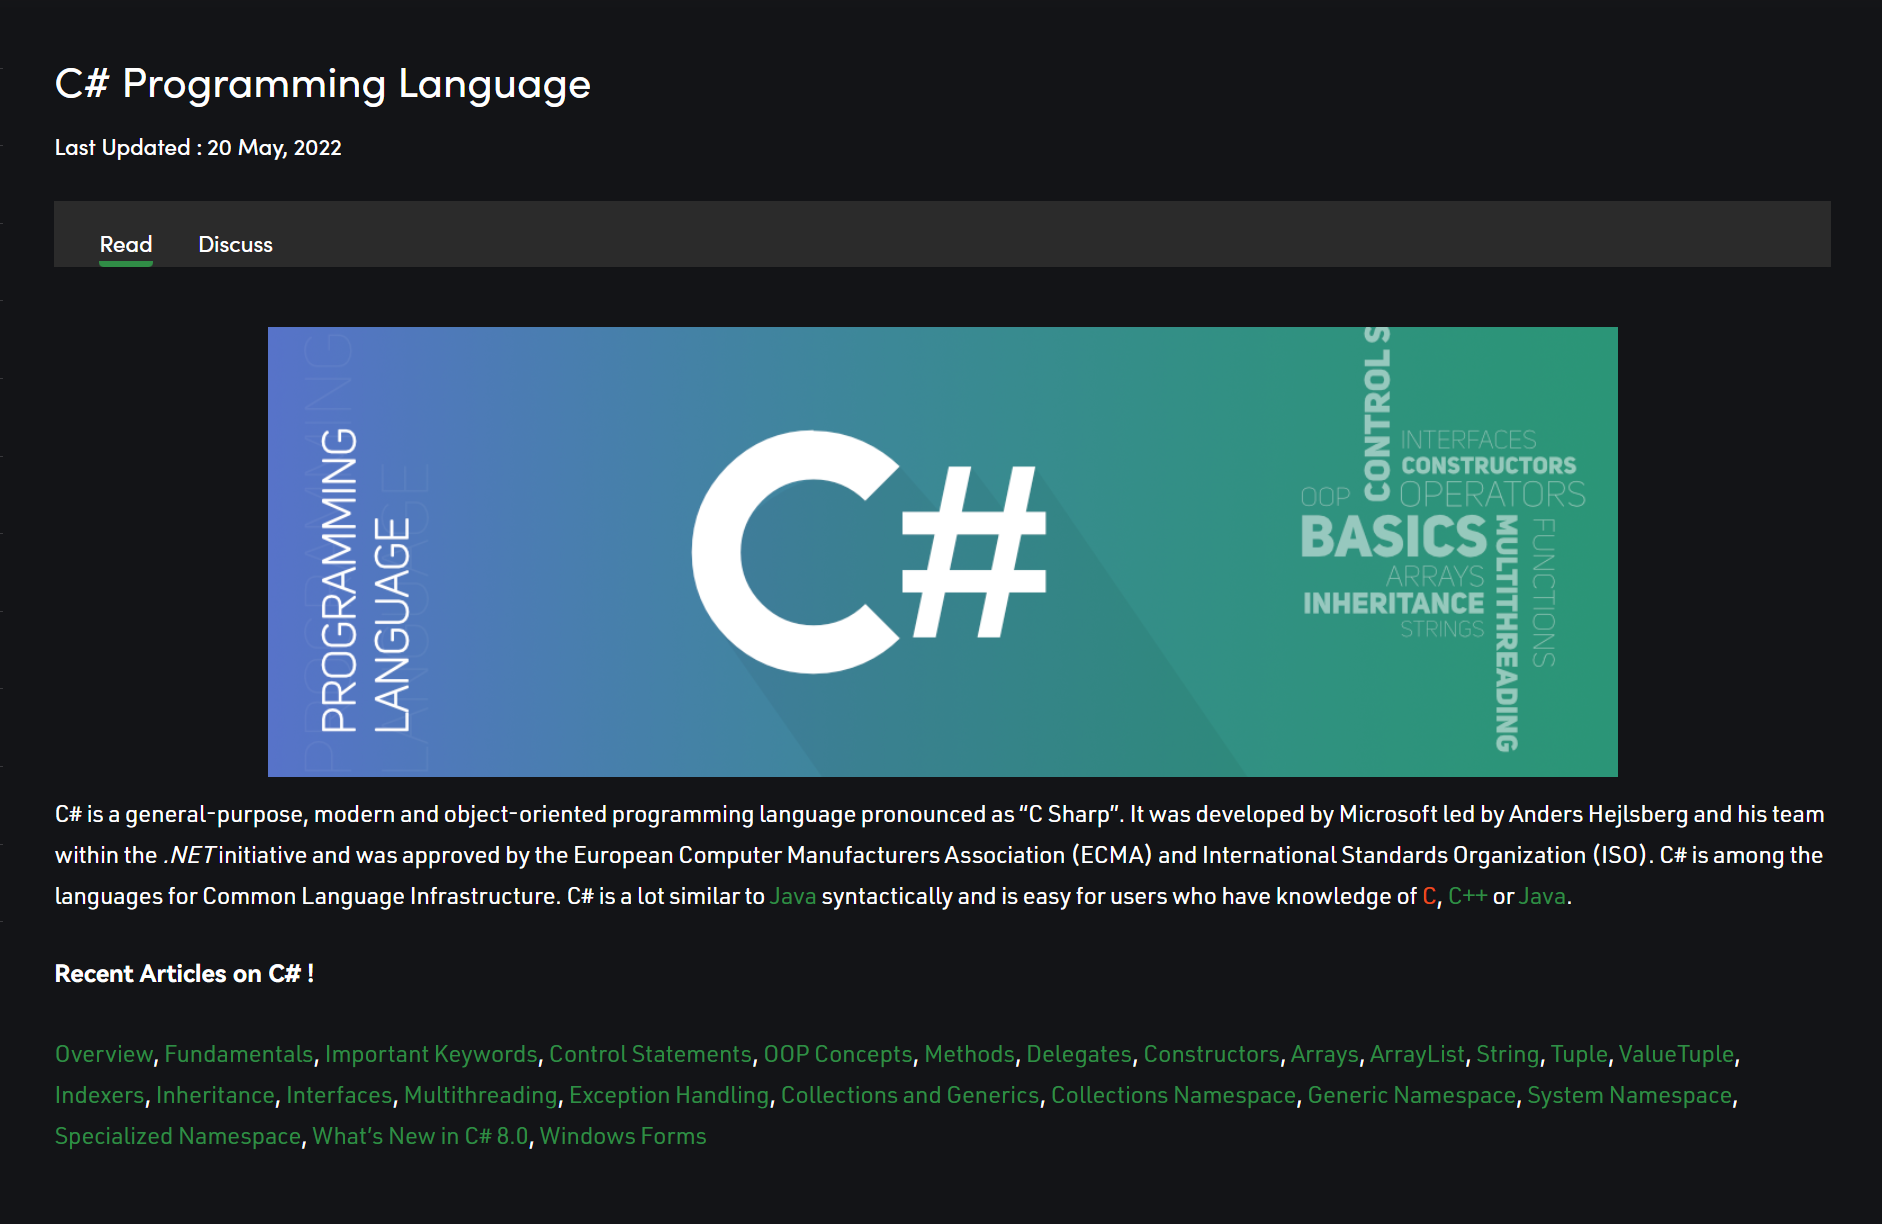 C# Programming Language
Last Updated : 20 May, 2022
Read
Discuss
PROGRAMMING
LANGUAGE
PROGRAMMING
LANGUAGE
C#
CONTROL S
INTERFACES
CONSTRUCTORS
OOP
OPERATORS
BASICS
MULTITHREADING
FUNCTIONS
ARRAYS
INHERITANCE
STRINGS
C# is a general-purpose, modern and object-oriented programming language pronounced as “C Sharp”. It was developed by Microsoft led by Anders Hejlsberg and his team
within the .NET initiative and was approved by the European Computer Manufacturers Association (ECMA) and International Standards Organization (ISO). C# is among the
languages for Common Language Infrastructure. C# is a lot similar to Java syntactically and is easy for users who have knowledge of C, C++ or Java.
Recent Articles on C# !
Overview, Fundamentals, Important Keywords, Control Statements, OOP Concepts, Methods, Delegates, Constructors, Arrays, ArrayList, String, Tuple, ValueTuple,
Indexers, Inheritance, Interfaces, Multithreading, Exception Handling, Collections and Generics, Collections Namespace, Generic Namespace, System Namespace,
Specialized Namespace, What’s New in C# 8.0, Windows Forms